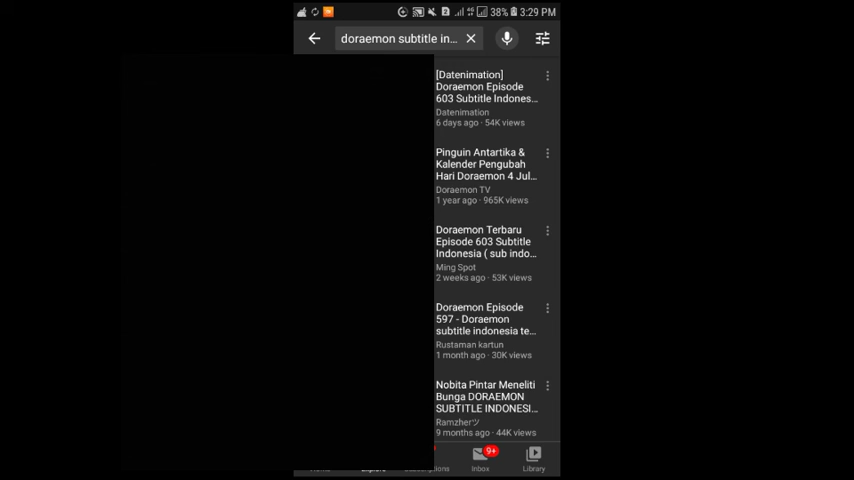 38% 3:29 PM
doraemon subtitle in...
[Datenimation]
Doraemon Episode
603 Subtitle Indones...
Datenimation
6 days ago · 54K views
Pinguin Antartika &
Kalender Pengubah
Hari Doraemon 4 Jul...
Doraemon TV
1 year ago · 965K views
Doraemon Terbaru
Episode 603 Subtitle
Indonesia ( sub indo...
Ming Spot
2 weeks ago · 53K views
Doraemon Episode
597 - Doraemon
subtitle indonesia te...
Rustaman kartun
1 month ago · 30K views
Nobita Pintar Meneliti
Bunga DORAEMON
SUBTITLE INDONESI...
Ramzherツ
9 months ago · 44K views
9+
Inbox Library